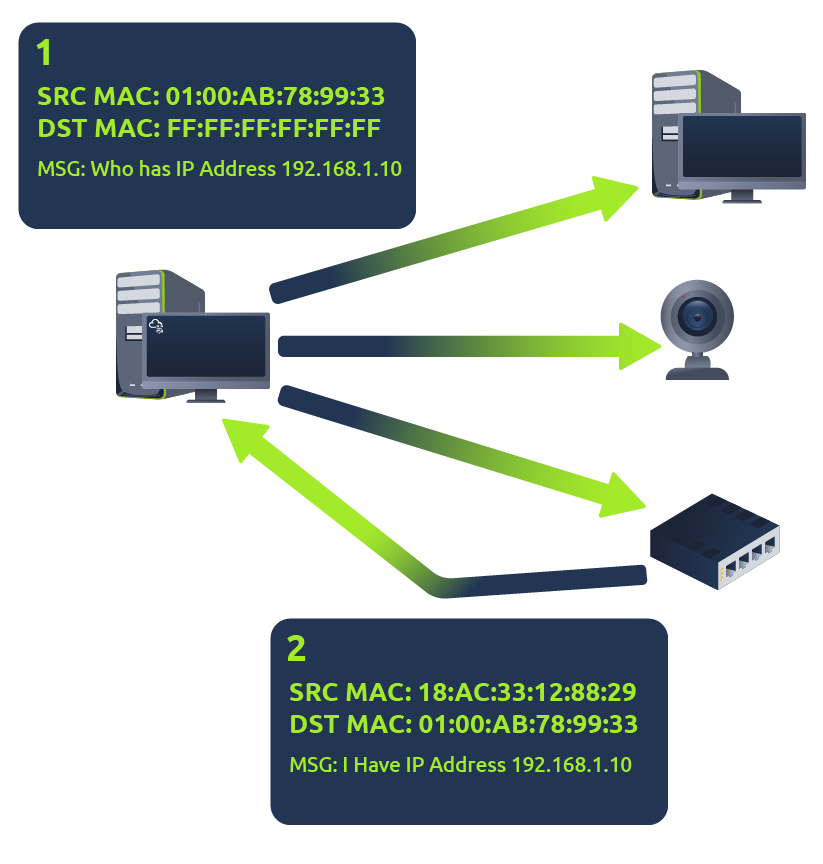 1
SRC MAC: 01:00:AB:78:99:33
DST MAC: FF:FF:FF:FF:FF:FF
MSG: Who has IP Address 192.168.1.10
2
SRC MAC: 18:AC:33:12:88:29
DST MAC: 01:00:AB:78:99:33
MSG: I Have IP Address 192.168.1.10